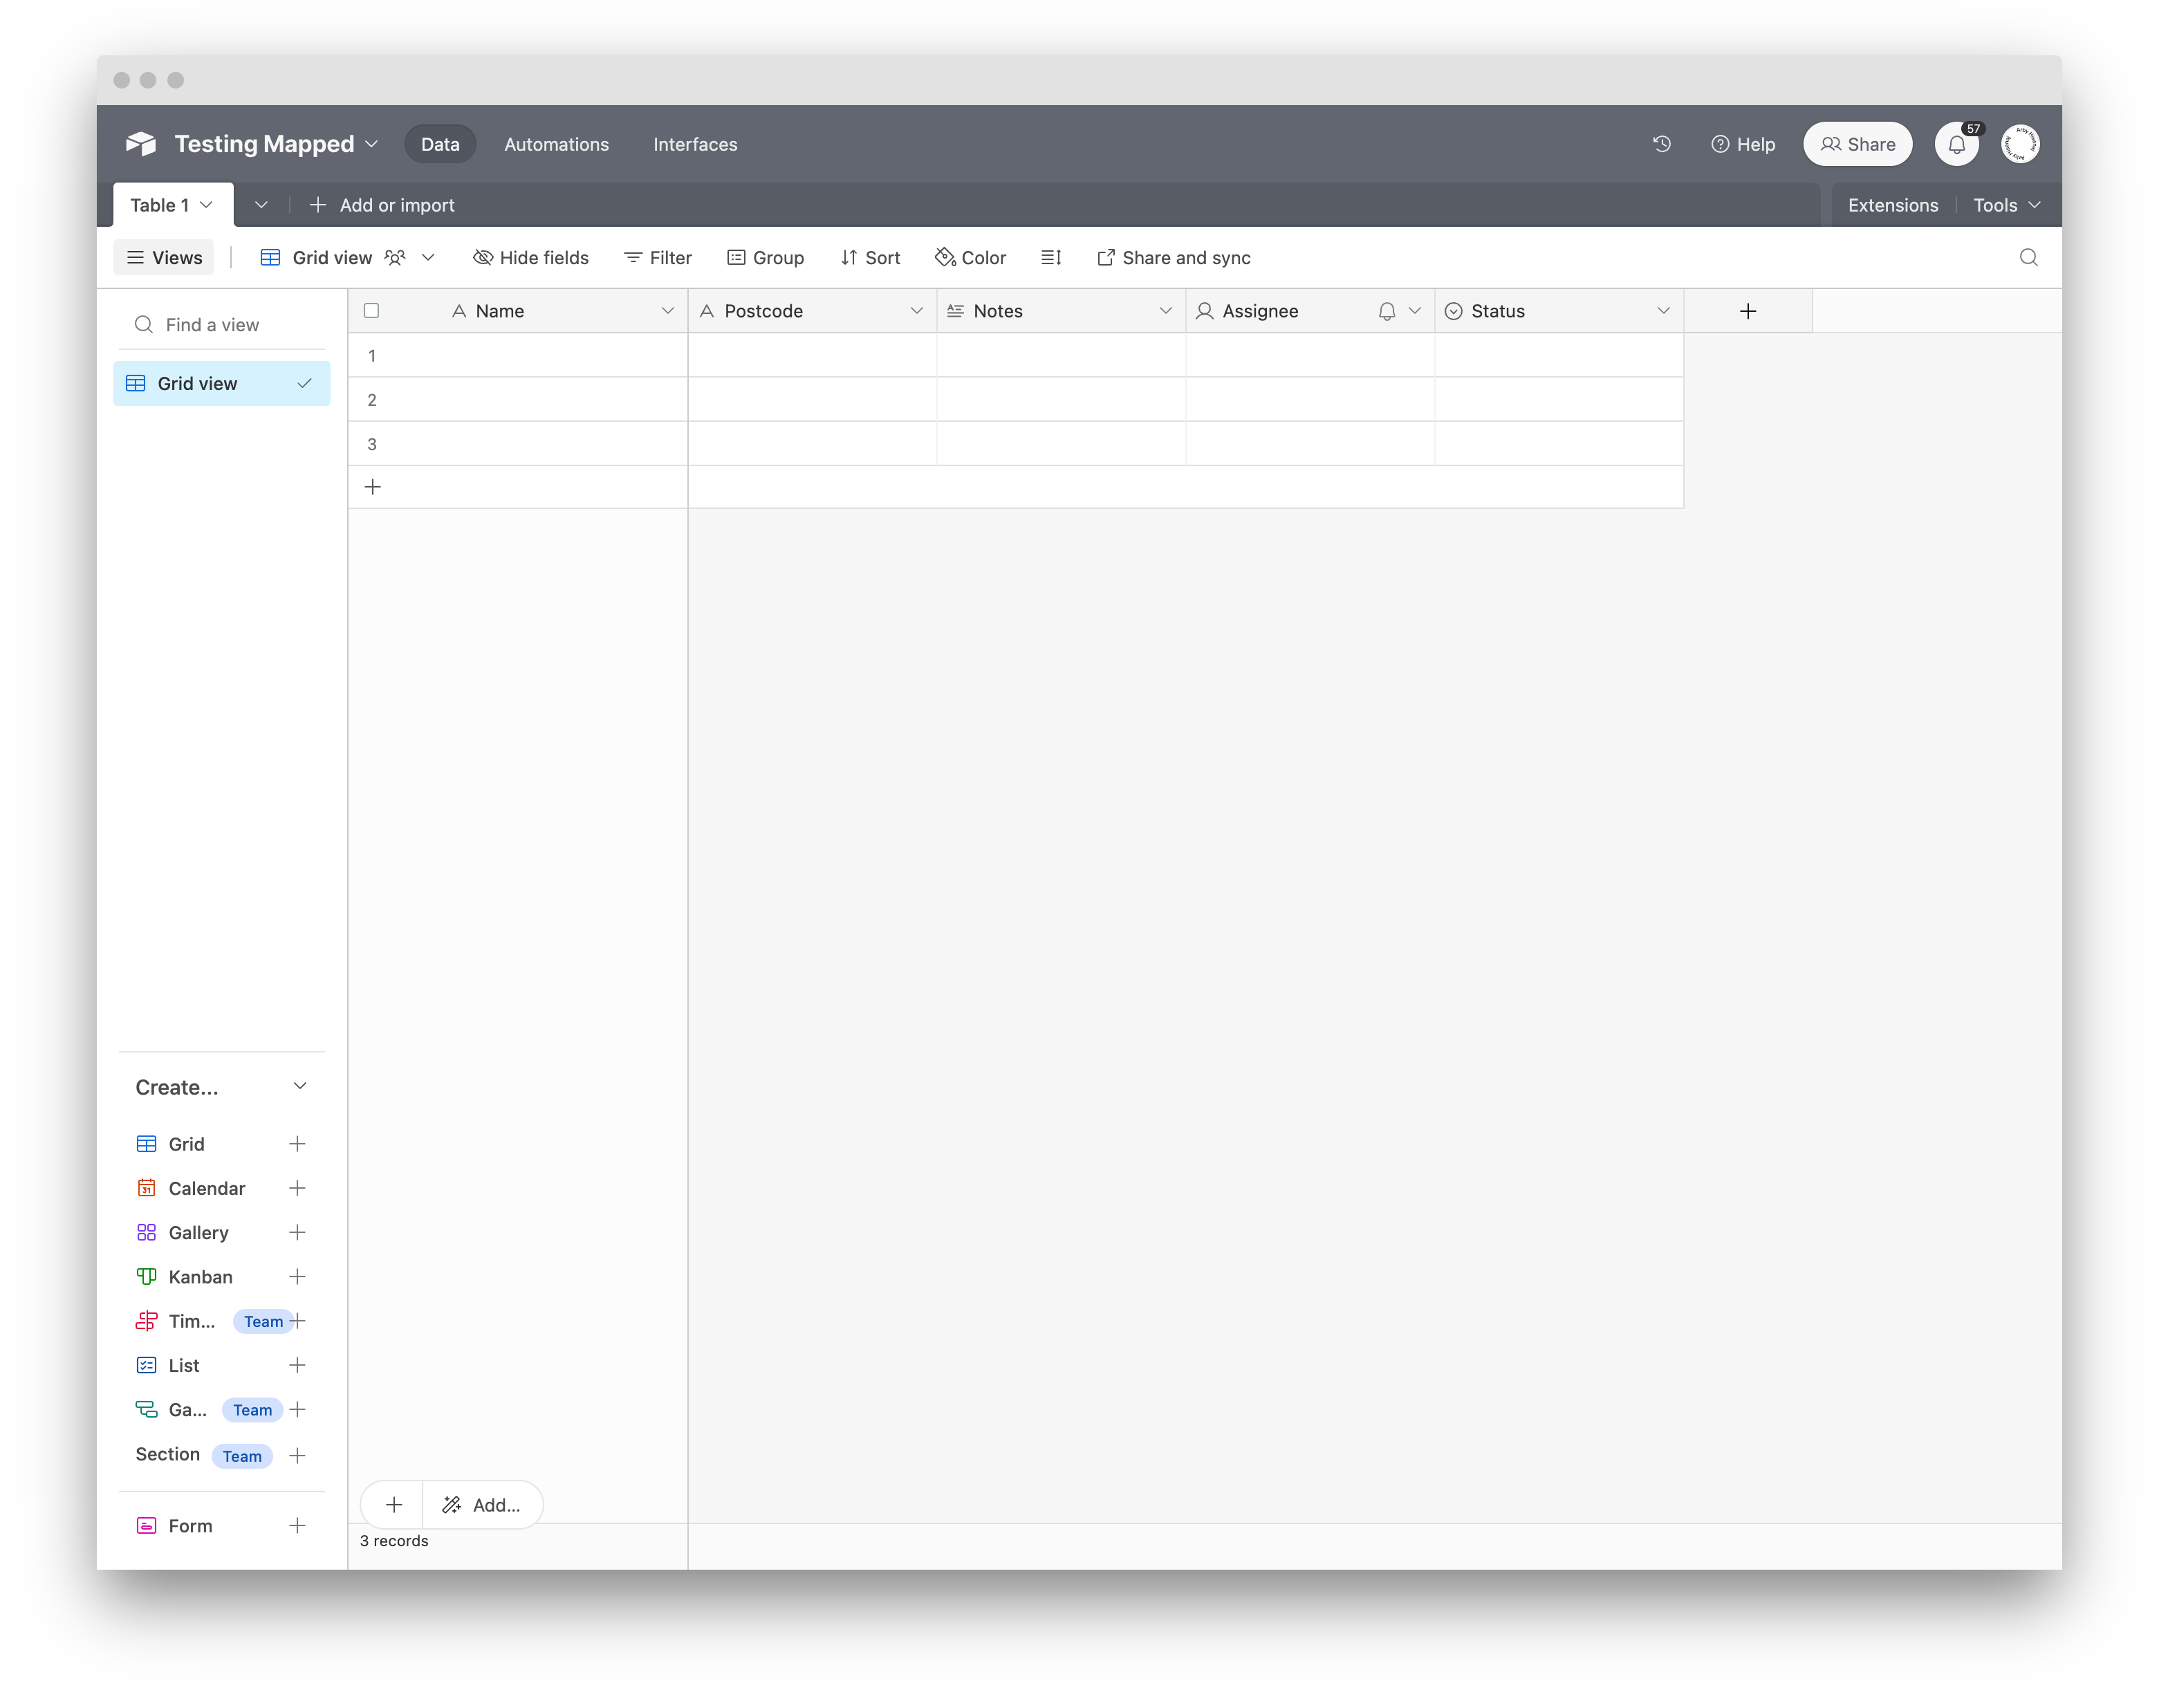 Testing Mapped
Data
Automations
Interfaces
Help
Share
57
Table 1
Add or import
Extensions
Tools
Views
Grid view
Hide fields
Filter
Group
Sort
Color
Share and sync
Find a view
Grid view
Name
Postcode
Notes
Assignee
Status
1
2
3
Create...
Grid
31
Calendar
Gallery
Kanban
Tim... Team
List
Ga... Team
Section Team
Form
Add...
3 records